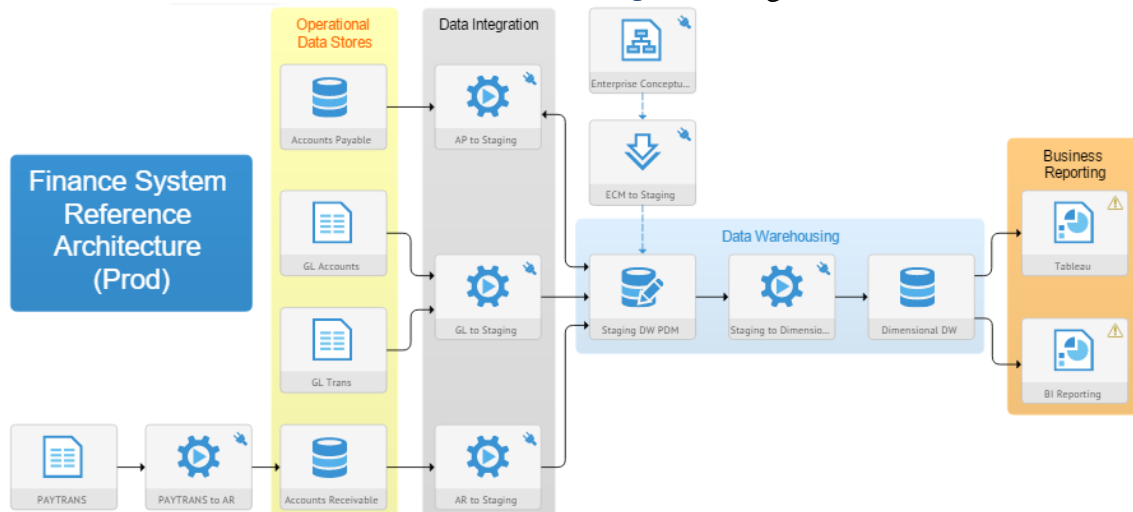 Operational
Data Stores
Data Integration
Enterprise Conceptu...
Accounts Payable
AP to Staging
ECM to Staging
Business
Reporting
Finance System
Reference
Architecture
(Prod)
GL Accounts
Data Warehousing
Tableau
GL to Staging
Staging DW PDM
Staging to Dimensio...
Dimensional DW
GL Trans
BI Reporting
PAYTRANS
PAYTRANS to AR
Accounts Receivable
AR to Staging